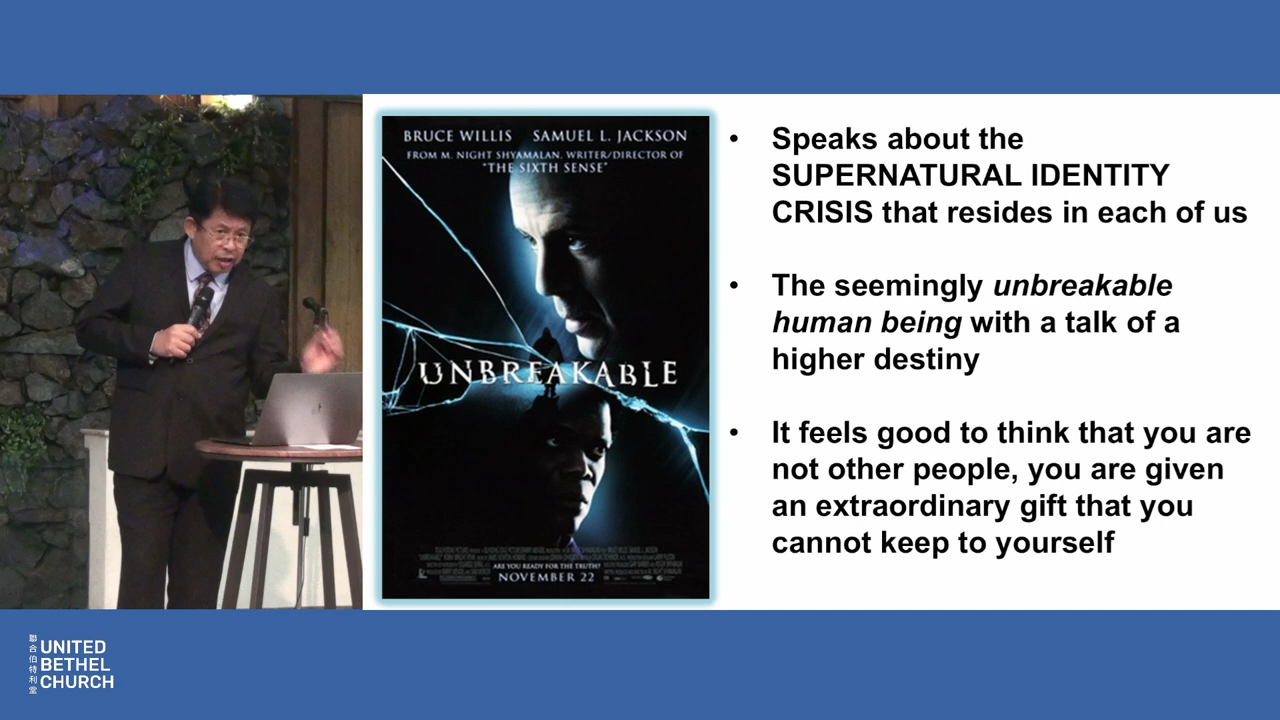 BRUCE WILLIS SAMUEL L. JACKSON
FROM M. NIGHT SHYAMALAN, WRITER/DIRECTOR OF
"THE SIXTH SENSE"
UNBREAKABLE
ARE YOU READY FOR THE TRUTH?
NOVEMBER 22
• Speaks about the
SUPERNATURAL IDENTITY
CRISIS that resides in each of us
• The seemingly unbreakable
human being with a talk of a
higher destiny
• It feels good to think that you are
not other people, you are given
an extraordinary gift that you
cannot keep to yourself
聯合伯特利堂
UNITED
BETHEL
CHURCH